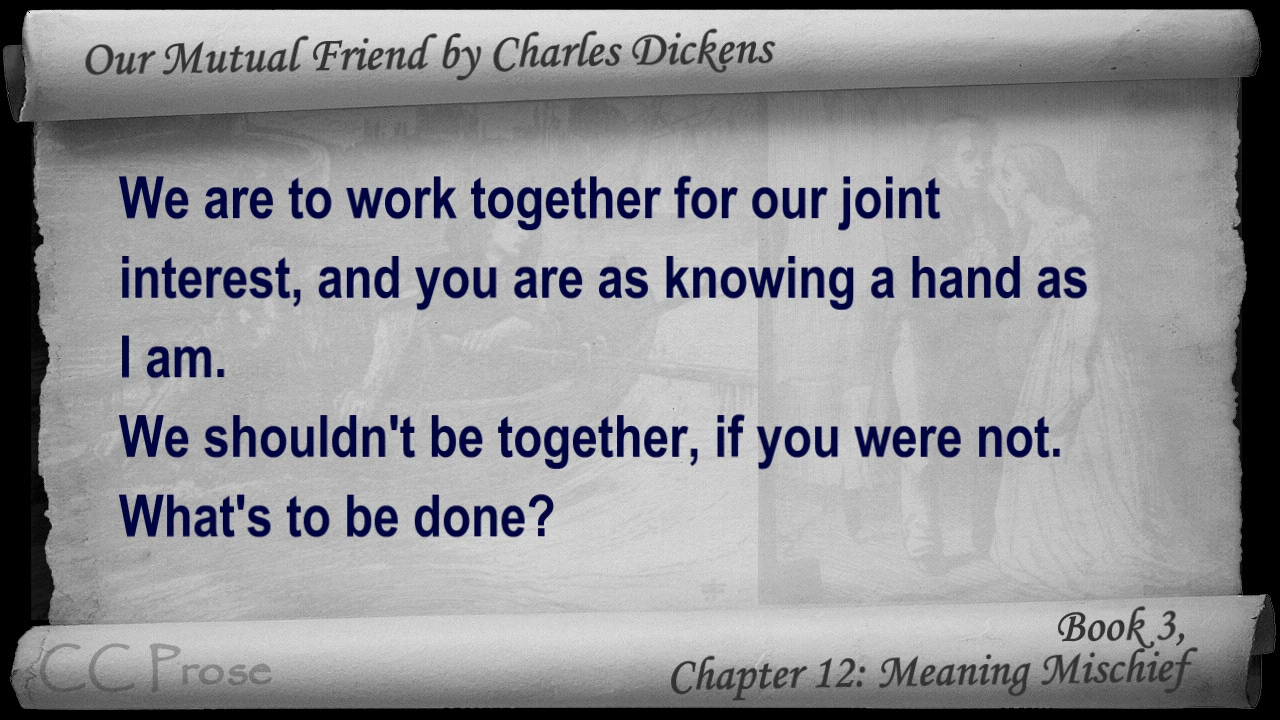 Our Mutual Friend by Charles Dickens
We are to work together for our joint
interest, and you are as knowing a hand as
I am.
We shouldn't be together, if you were not.
What's to be done?
Book 3,
Chapter 12: Meaning Mischief
CC Prose